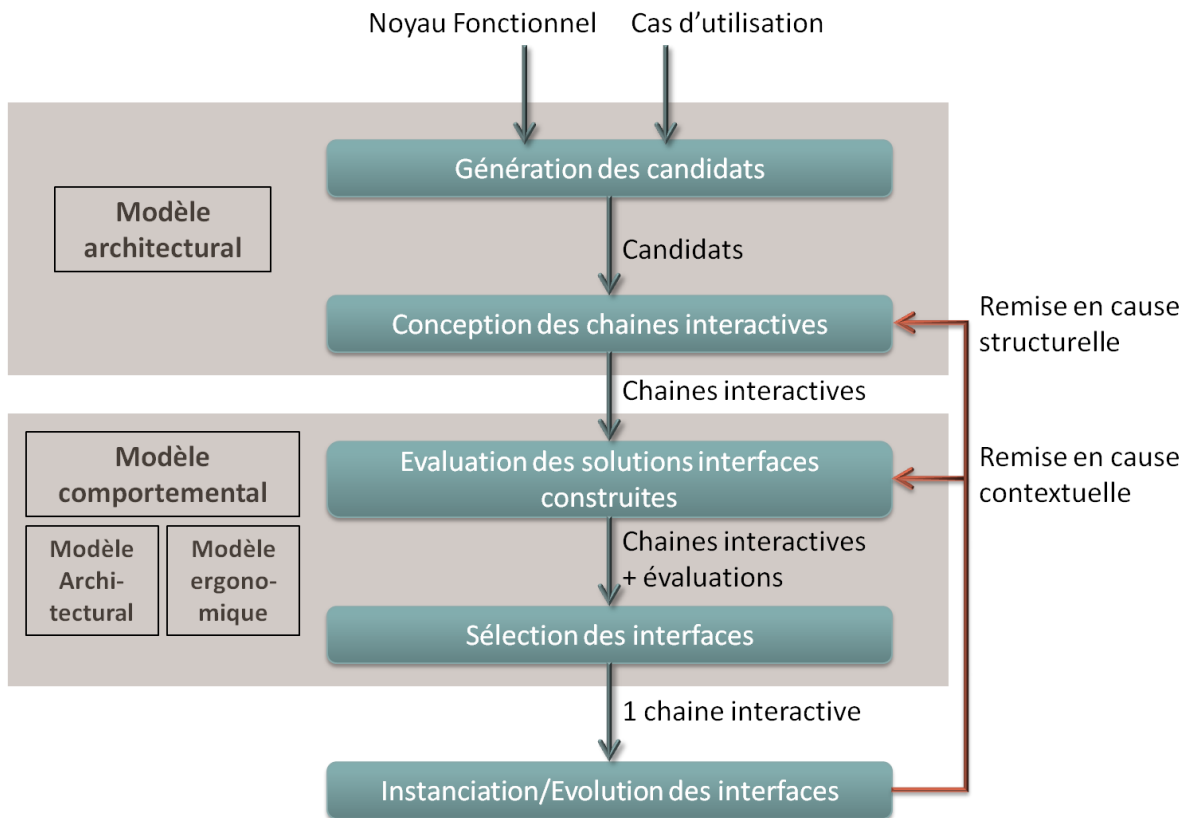 Noyau Fonctionnel
Cas d’utilisation
Génération des candidats
Modèle
architectural
Candidats
Conception des chaines interactives
Remise en cause
structurelle
Chaines interactives
Modèle
comportemental
Evaluation des solutions interfaces
construites
Remise en cause
contextuelle
Modèle
Archi-
tectural
Modèle
ergono-
mique
Chaines interactives
+ évaluations
Sélection des interfaces
1 chaine interactive
Instanciation/Evolution des interfaces